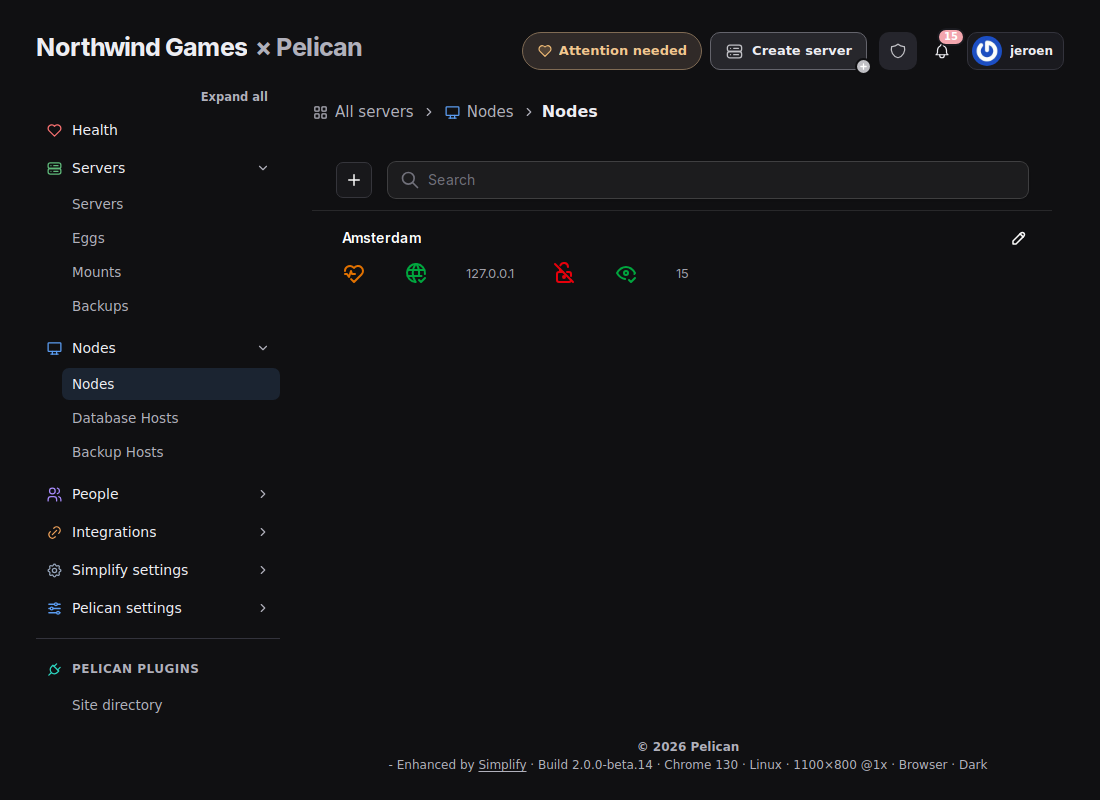 Northwind Games × Pelican
Attention needed
Create server
15
jeroen
Expand all
Health
Servers
Servers
Eggs
Mounts
Backups
Nodes
Nodes
Database Hosts
Backup Hosts
People
Integrations
Simplify settings
Pelican settings
PELICAN PLUGINS
Site directory
All servers > Nodes > Nodes
Search
Amsterdam
127.0.0.1
15
© 2026 Pelican
- Enhanced by Simplify · Build 2.0.0-beta.14 · Chrome 130 · Linux · 1100×800 @1x · Browser · Dark